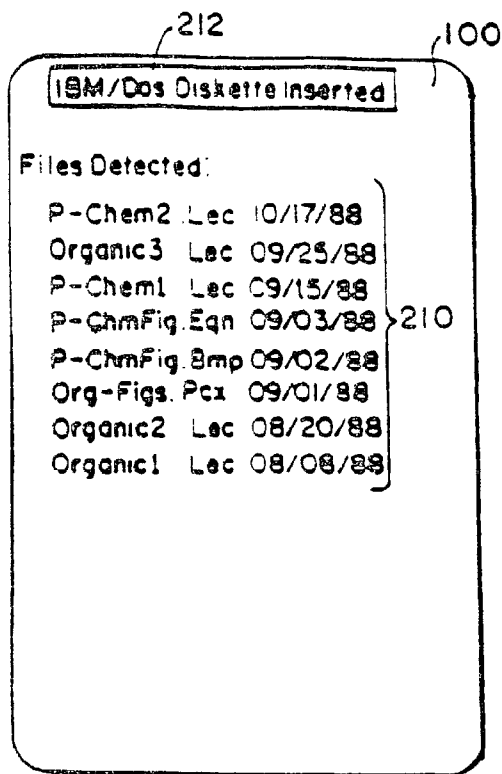 212
100
IBM/Dos Diskette Inserted
Files Detected:
P-Chem2 .Lec 10/17/88
Organic3 Lec 09/25/88
P-Chem1 Lec 09/15/88
P-ChmFig.Eqn 09/03/88
P-ChmFig.Bmp 09/02/88
210
Org-Figs.Pcx 09/01/88
Organic2 Lec 08/20/88
Organic1 Lec 08/08/88